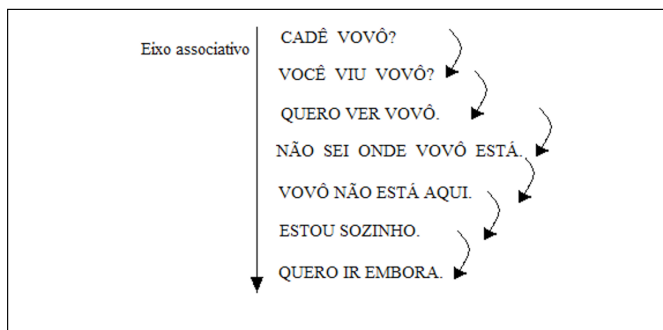 CADÊ VOVÔ?
Eixo associativo
VOCÊ VIU VOVÔ?
QUERO VER VOVÔ.
NÃO SEI ONDE VOVÔ ESTÁ.
VOVÔ NÃO ESTÁ AQUI.
ESTOU SOZINHO.
QUERO IR EMBORA.